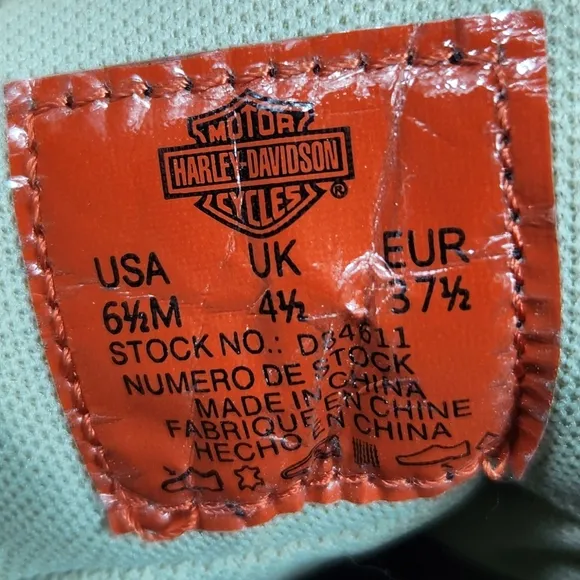 MOTOR
HARLEY-DAVIDSON
CYCLES ®
USA UK EUR
6½M 4½ 37½
STOCK NO.: D84611
NUMERO DE STOCK
MADE IN CHINA
FABRIQUE EN CHINE
HECHO EN CHINA